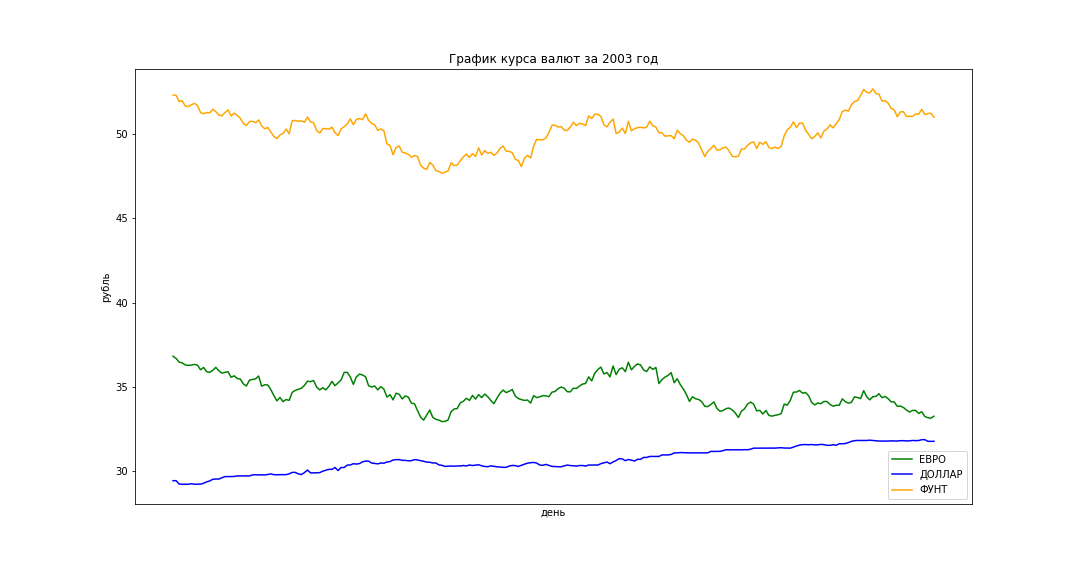 График курса валют за 2003 год
50
45
40
35
30
рубль
день
ЕВРО
ДОЛЛАР
ФУНТ